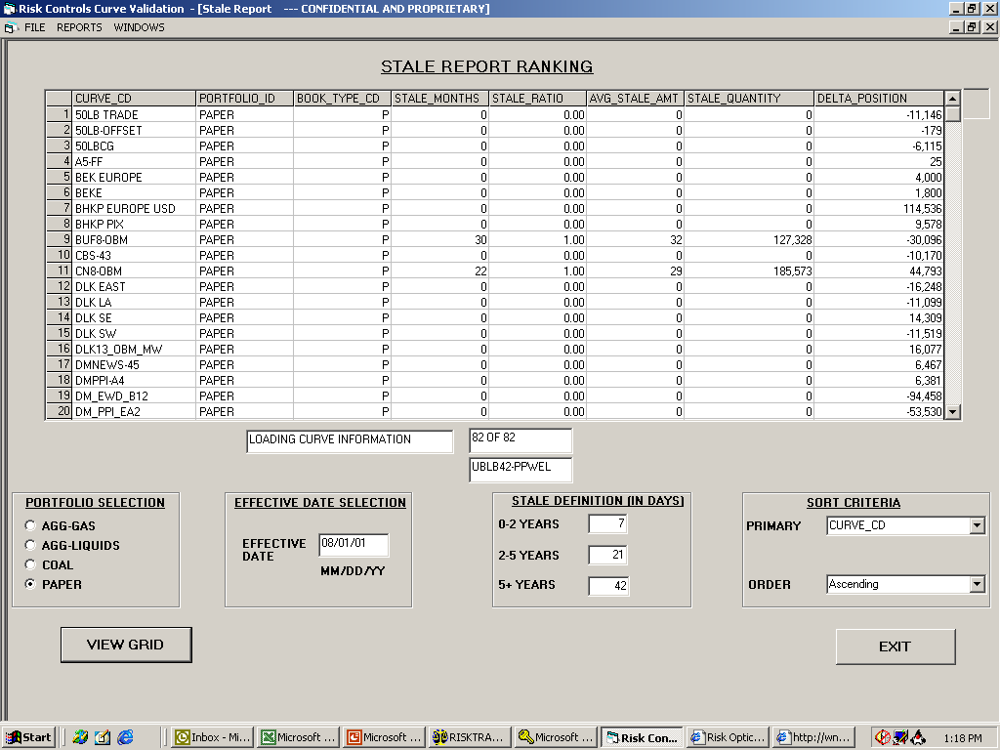 Risk Controls Curve Validation - [Stale Report --- CONFIDENTIAL AND PROPRIETARY]
FILE REPORTS WINDOWS
STALE REPORT RANKING
CURVE_CD PORTFOLIO_ID BOOK_TYPE_CD STALE_MONTHS STALE_RATIO AVG_STALE_AMT STALE_QUANTITY DELTA_POSITION
1 50LB TRADE PAPER P 0 0.00 0 0 -11,146
2 50LB-OFFSET PAPER P 0 0.00 0 0 -179
3 50LBCG PAPER P 0 0.00 0 0 -6,115
4 A5-FF PAPER P 0 0.00 0 0 25
5 BEK EUROPE PAPER P 0 0.00 0 0 4,000
6 BEKE PAPER P 0 0.00 0 0 1,800
7 BHKP EUROPE USD PAPER P 0 0.00 0 0 114,536
8 BHKP PIX PAPER P 0 0.00 0 0 9,578
9 BUF8-OBM PAPER P 30 1.00 32 127,328 -30,096
10 CBS-43 PAPER P 0 0.00 0 0 -10,170
11 CN8-OBM PAPER P 22 1.00 29 185,573 44,793
12 DLK EAST PAPER P 0 0.00 0 0 -16,248
13 DLK LA PAPER P 0 0.00 0 0 -11,099
14 DLK SE PAPER P 0 0.00 0 0 14,309
15 DLK SW PAPER P 0 0.00 0 0 -11,519
16 DLK13_OBM_MW PAPER P 0 0.00 0 0 16,077
17 DMNEWS-45 PAPER P 0 0.00 0 0 6,467
18 DMPPI-A4 PAPER P 0 0.00 0 0 6,381
19 DM_EWD_B12 PAPER P 0 0.00 0 0 -94,458
20 DM_PPI_EA2 PAPER P 0 0.00 0 0 -53,530
LOADING CURVE INFORMATION 82 OF 82
UBLB42-PPWEL
PORTFOLIO SELECTION
AGG-GAS
AGG-LIQUIDS
COAL
PAPER
EFFECTIVE DATE SELECTION
EFFECTIVE DATE 08/01/01
MM/DD/YY
STALE DEFINITION (IN DAYS)
0-2 YEARS 7
2-5 YEARS 21
5+ YEARS 42
SORT CRITERIA
PRIMARY CURVE_CD
ORDER Ascending
VIEW GRID
EXIT
Start Inbox - Mi... Microsoft ... Microsoft ... RISKTRA... Microsoft ... Risk Con... Risk Optic... http://wn... 1:18 PM